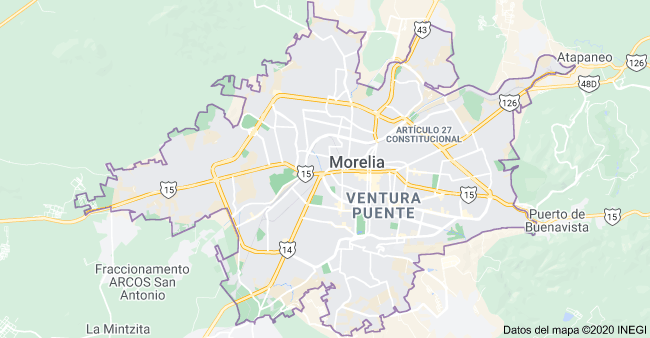 43
Atapaneo
126
48D
126
ARTÍCULO 27
CONSTITUCIONAL
Morelia
15
15
15
VENTURA
PUENTE
Puerto de
Buenavista
15
14
Fraccionamento
ARCOS San
Antonio
La Mintzita
Datos del mapa ©2020 INEGI